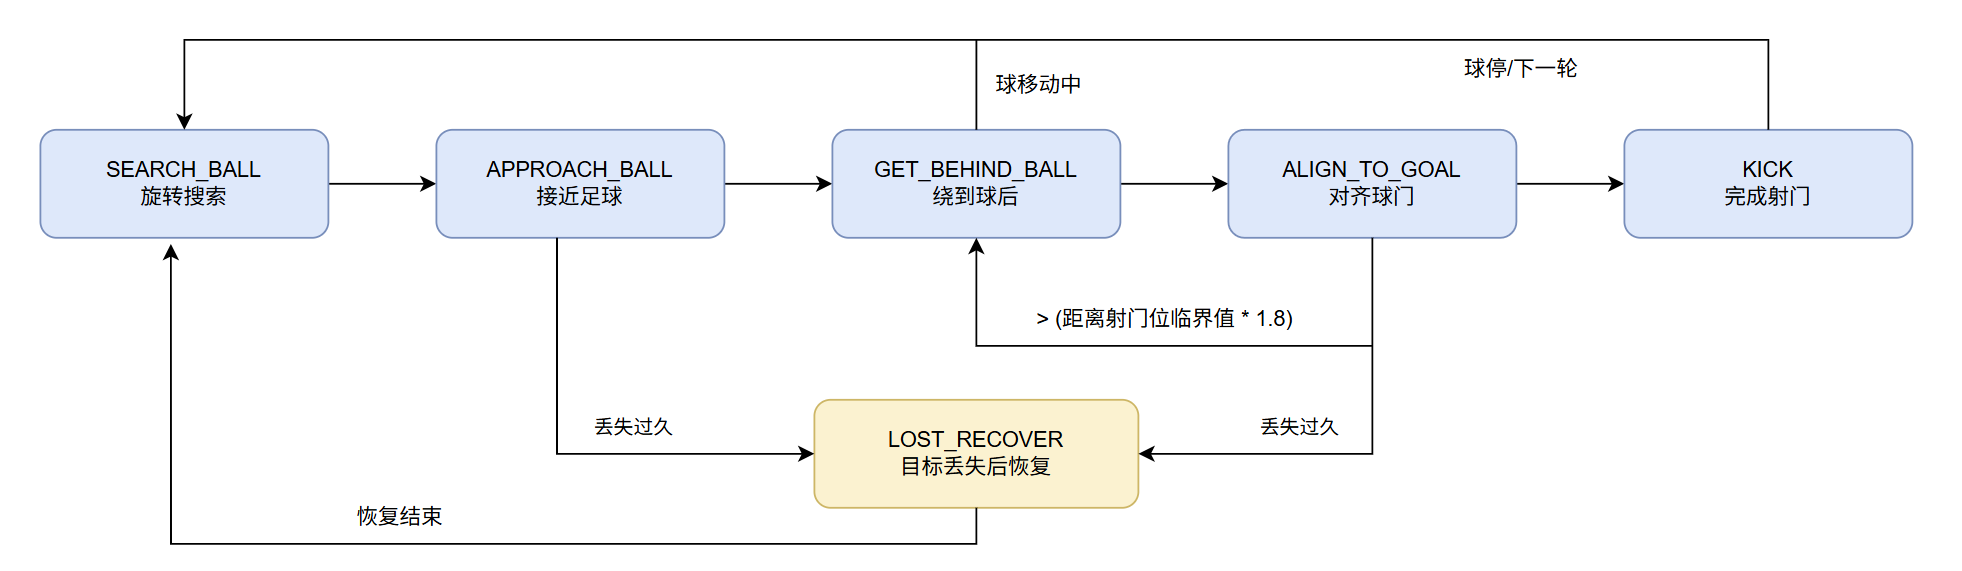 球移动中
球停/下一轮
SEARCH_BALL
旋转搜索
APPROACH_BALL
接近足球
GET_BEHIND_BALL
绕到球后
ALIGN_TO_GOAL
对齐球门
KICK
完成射门
> (距离射门位临界值 * 1.8)
丢失过久
LOST_RECOVER
目标丢失后恢复
丢失过久
恢复结束